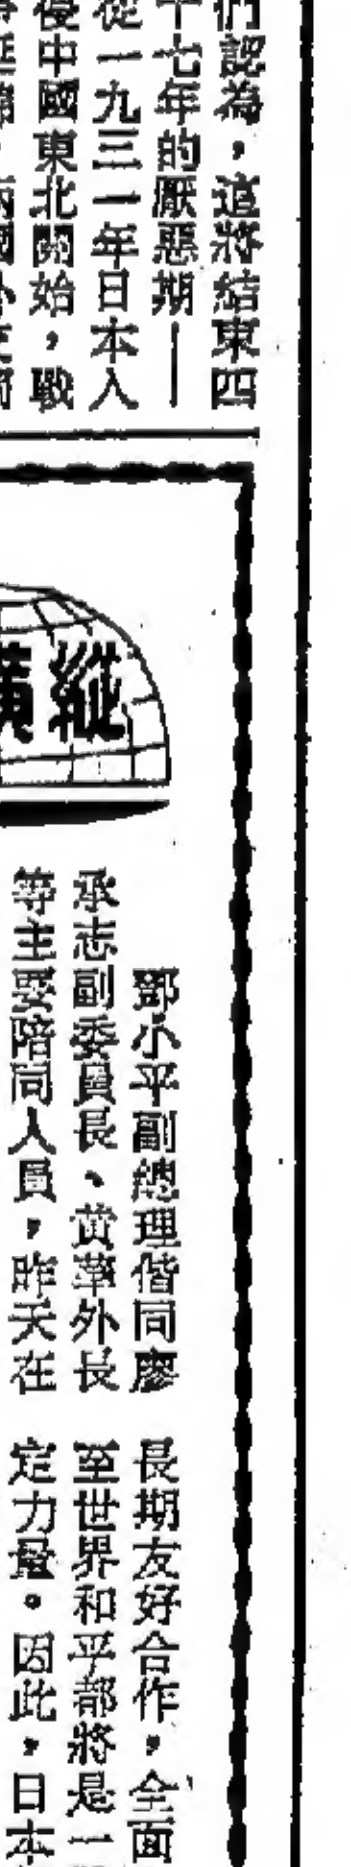 們認為，這將結束四
十七年的厭惡期——
從一九三一年日本入
侵中國東北開始，戰
橫縱
鄧小平副總理偕同廖
承志副委員長、黄華外長
等主要陪同人員，昨天在
長期友好合作，全面
至世界和平都將是一
定力量。因此，日本